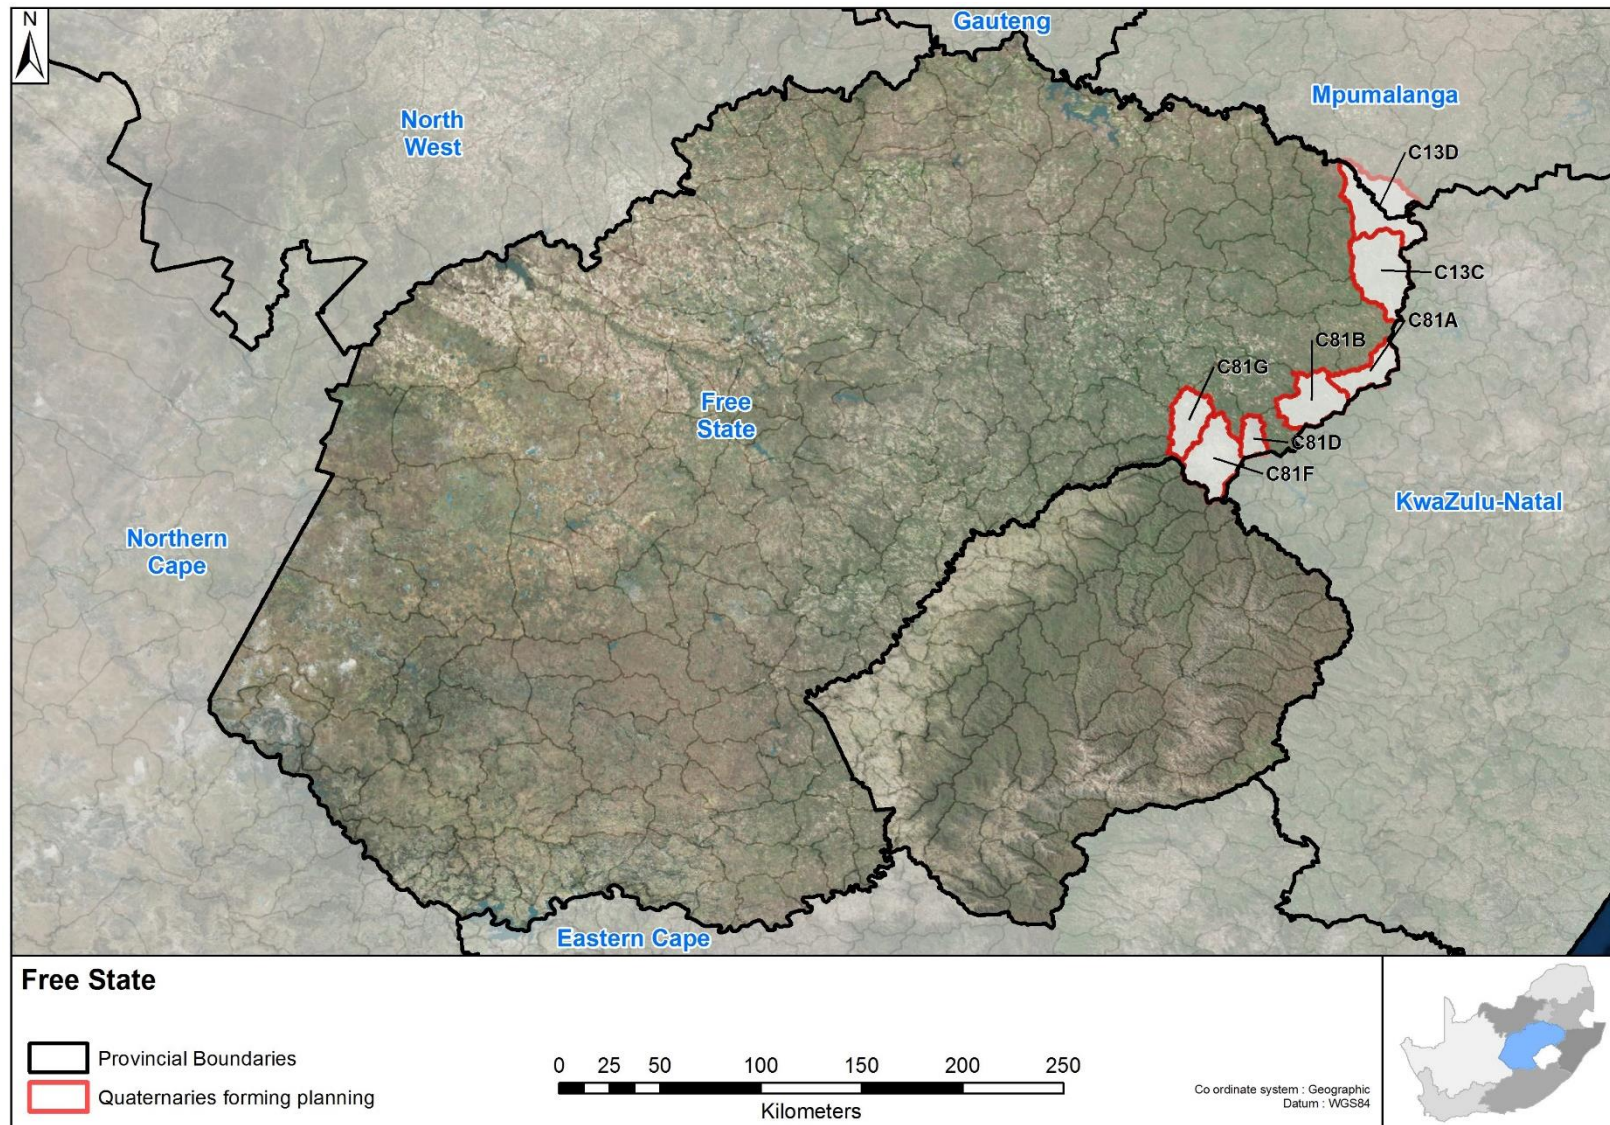 N
Gauteng
Mpumalanga
North
West
C13D
C13C
C81A
C81B
C81G
Free
State
C81D
C81F
KwaZulu-Natal
Northern
Cape
Eastern Cape
Free State
Provincial Boundaries
Quaternaries forming planning
0 25 50 100 150 200 250
Kilometers
Co ordinate system : Geographic
Datum : WGS84